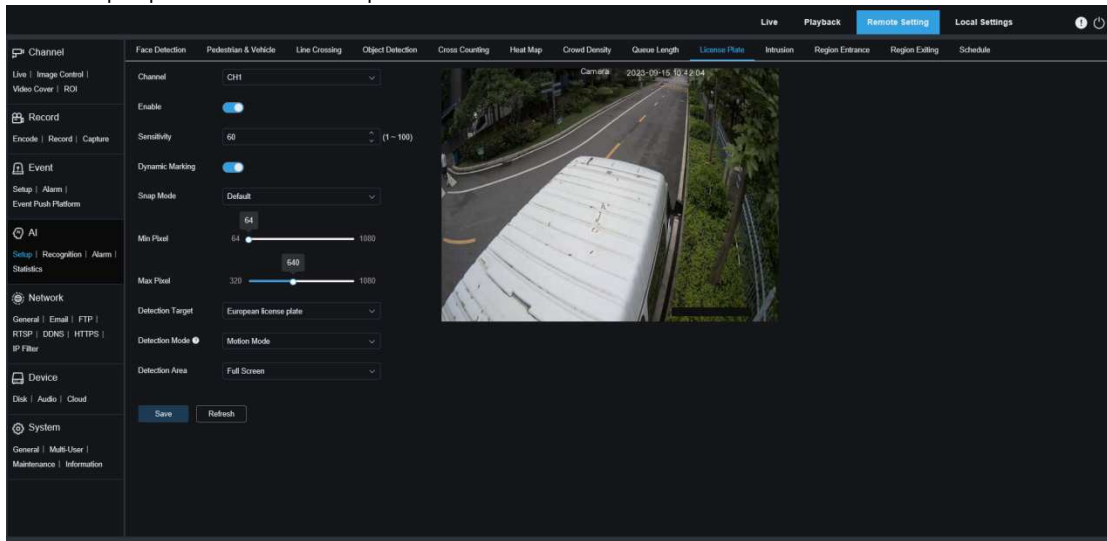 Live Playback Remote Setting Local Settings
Channel
Live | Image Control |
Video Cover | ROI
Record
Encode | Record | Capture
Event
Setup | Alarm |
Event Push Platform
AI
Setup | Recognition | Alarm |
Statistics
Network
General | Email | FTP |
RTSP | DDNS | HTTPS |
IP Filter
Device
Disk | Audio | Cloud
System
General | Multi-User |
Maintenance | Information
Face Detection Pedestrian & Vehicle Line Crossing Object Detection Cross Counting Heat Map Crowd Density Queue Length License Plate Intrusion Region Entrance Region Exiting Schedule
Channel CH1
Enable
Sensitivity 60 (1 ~ 100)
Dynamic Marking
Snap Mode Default
64
Min Pixel 64 1080
640
Max Pixel 320 1080
Detection Target European license plate
Detection Mode Motion Mode
Detection Area Full Screen
Save Refresh
Camera 2023-09-15 10:42:04